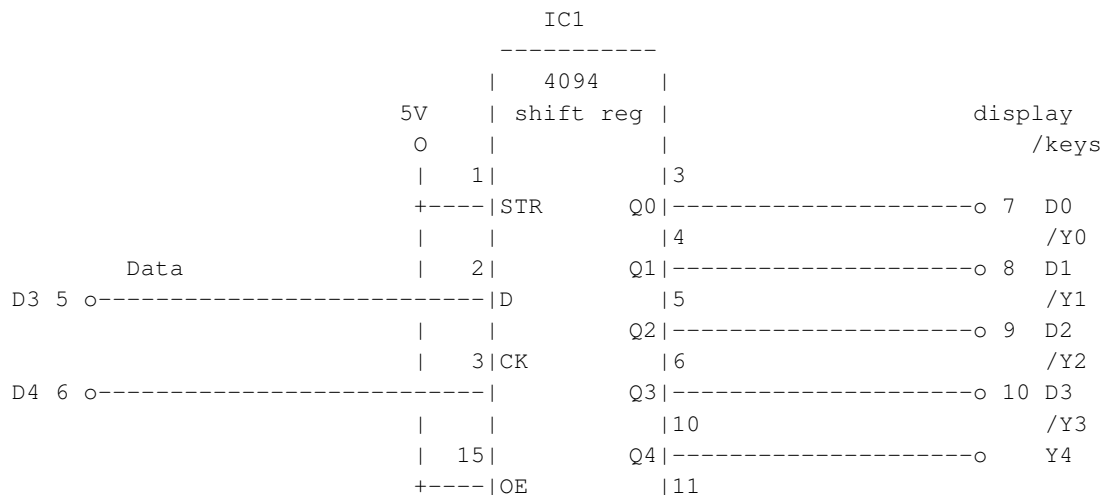 IC1
-----------
| 4094 |
5V | shift reg | display
O | | /keys
| 1| |3
+----|STR Q0|---------------------o 7 D0
| | |4 /Y0
Data | 2| Q1|---------------------o 8 D1
D3 5 o---------------------------|D |5 /Y1
| | Q2|---------------------o 9 D2
| 3|CK |6 /Y2
D4 6 o---------------------------| Q3|---------------------o 10 D3
| | |10 /Y3
| 15| Q4|---------------------o Y4
+----|OE |11